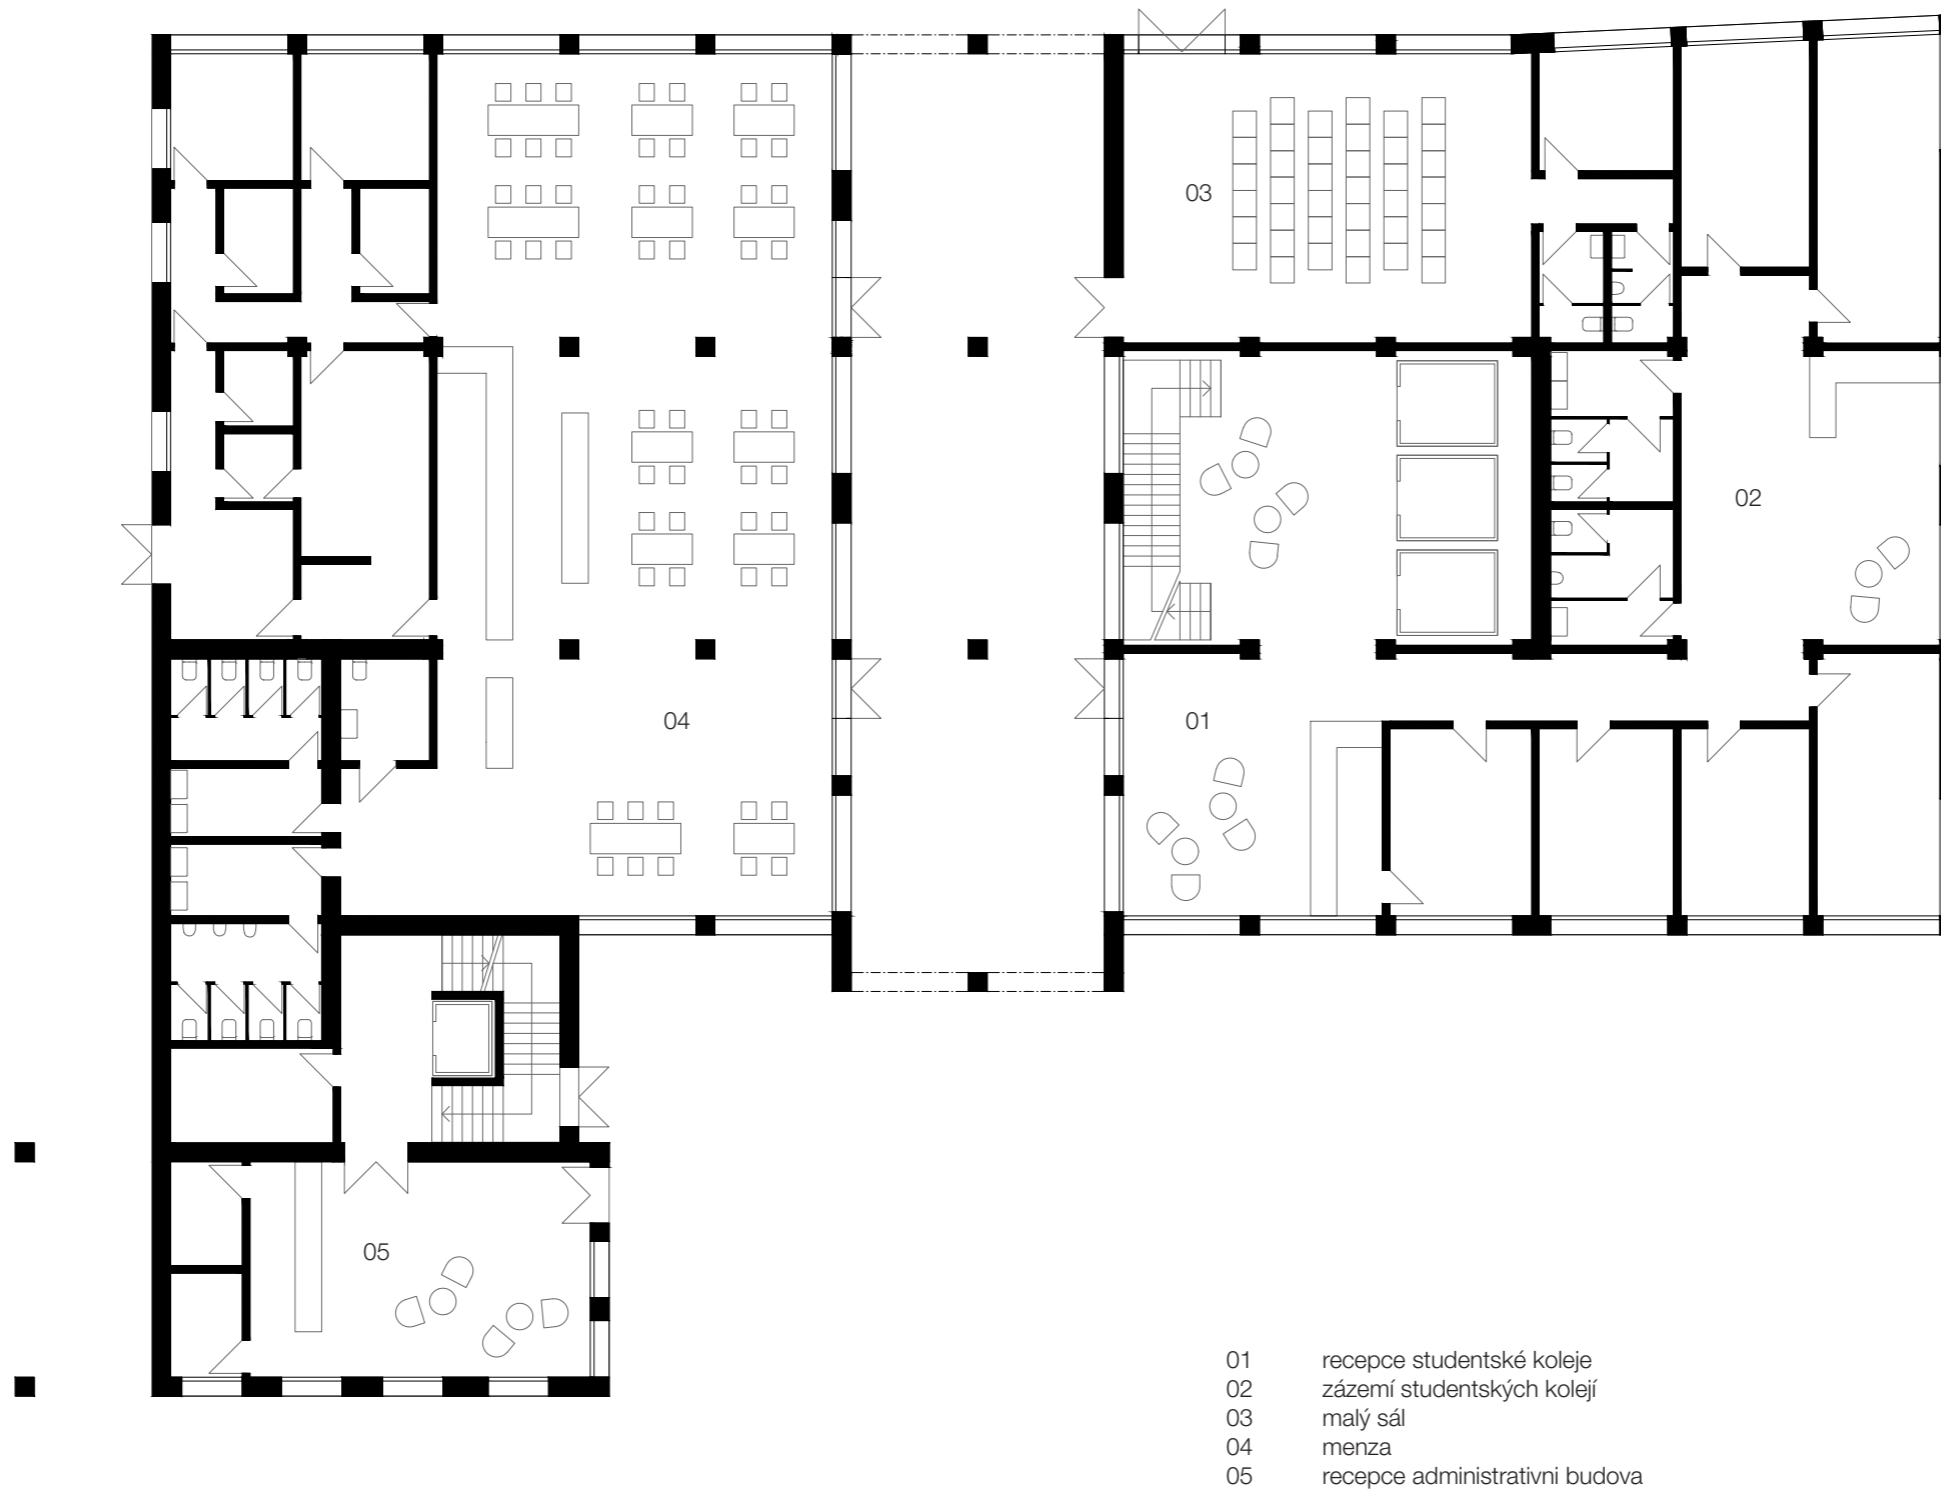 03
02
04
01
05
01 recepce studentské koleje
02 zázemí studentských kolejí
03 malý sál
04 menza
05 recepce administrativni budova